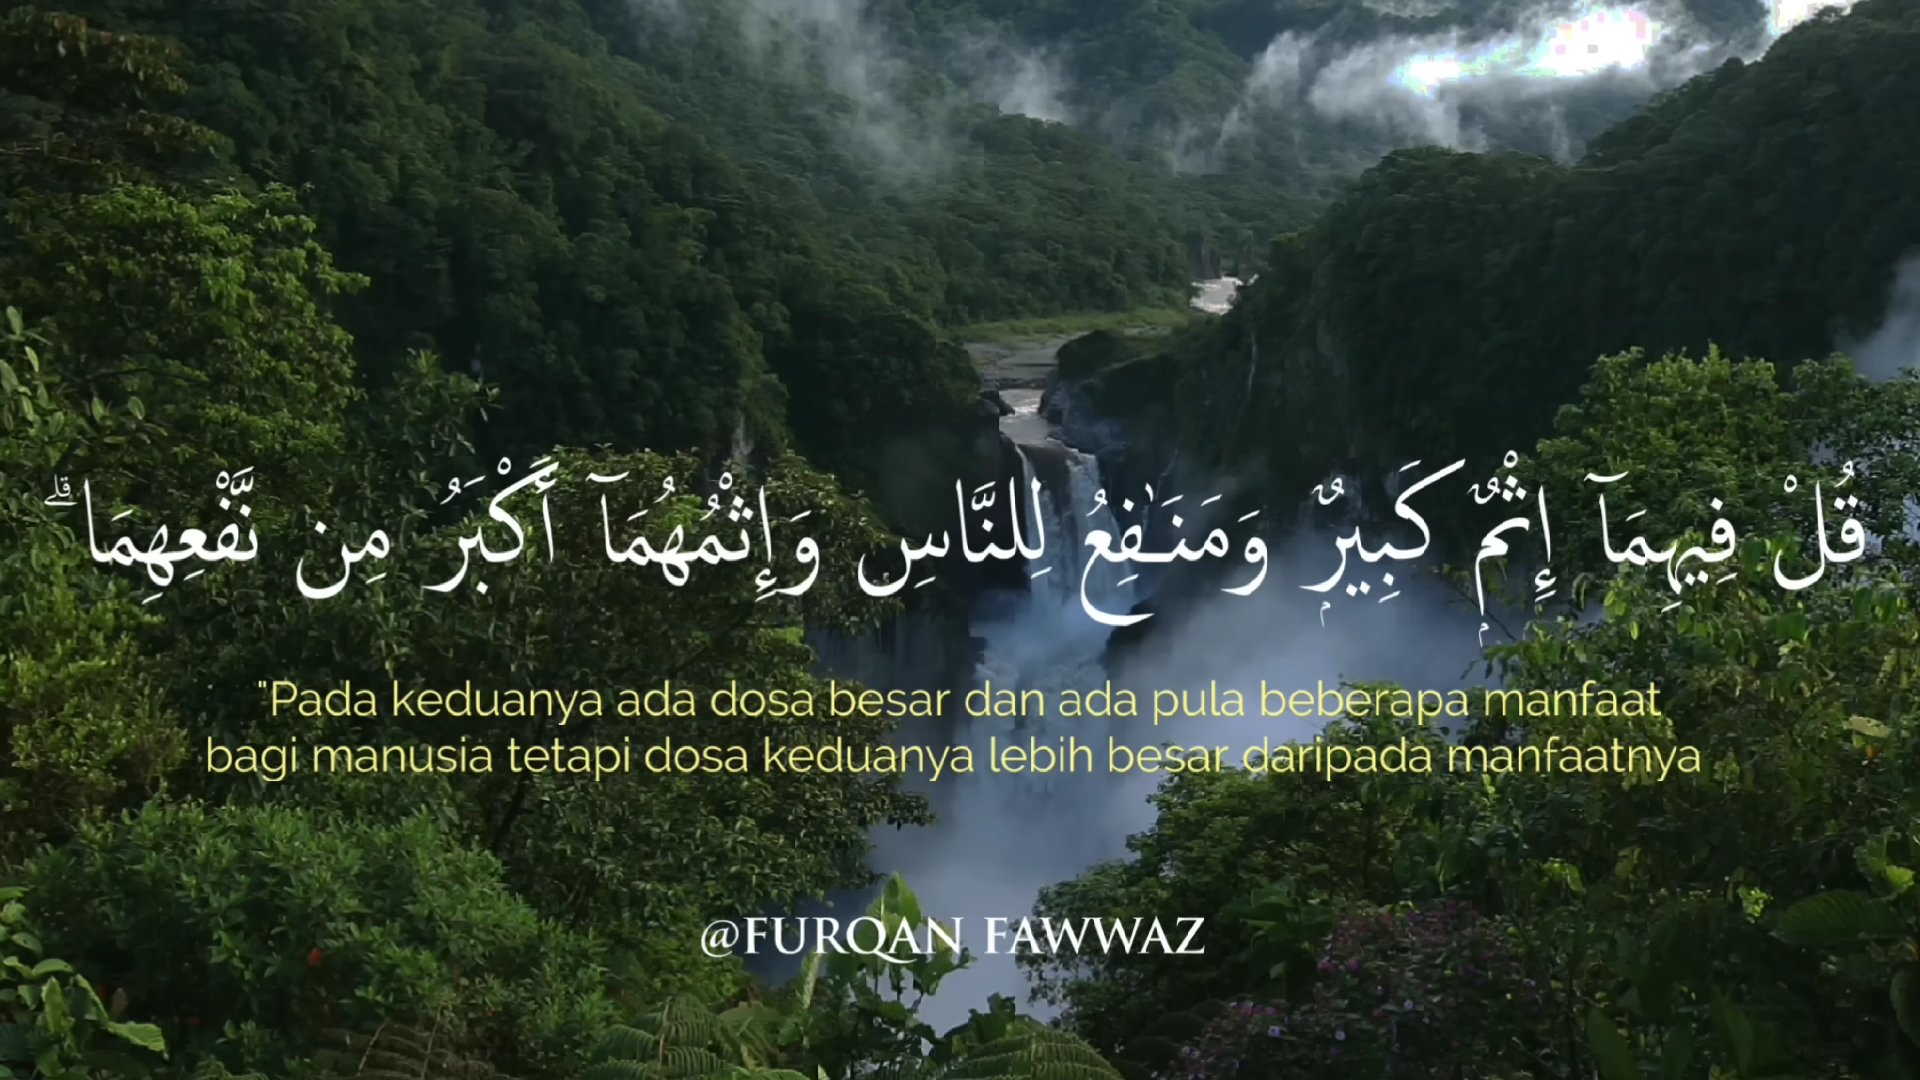 قُلْ فِيهِمَآ إِثْمٌۭ كَبِيرٌۭ وَمَنَـٰفِعُ لِلنَّاسِ وَإِثْمُهُمَآ أَكْبَرُ مِن نَّفْعِهِمَا ۗ
"Pada keduanya ada dosa besar dan ada pula beberapa manfaat
bagi manusia tetapi dosa keduanya lebih besar daripada manfaatnya
@FURQAN FAWWAZ